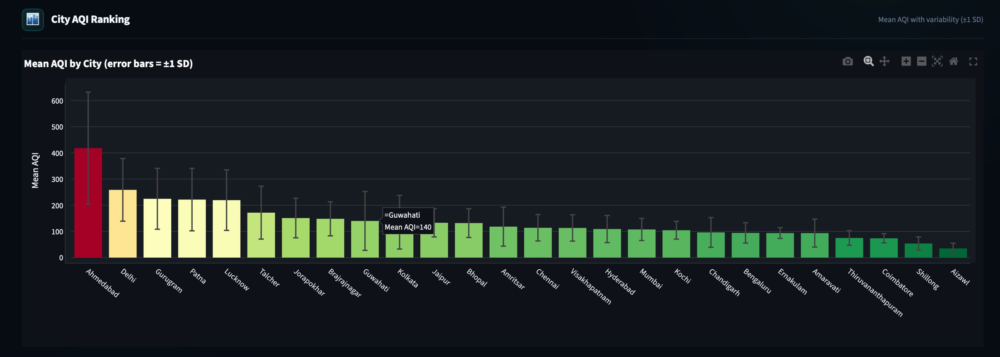 City AQI Ranking
Mean AQI with variability (±1 SD)
Mean AQI by City (error bars = ±1 SD)
Mean AQI
600
500
400
300
200
100
0
=Guwahati
Mean AQI=140
Ahmedabad
Delhi
Gurugram
Patna
Lucknow
Talcher
Jorapokhar
Brajrajnagar
Guwahati
Kolkata
Jaipur
Bhopal
Amritsar
Chennai
Visakhapatnam
Hyderabad
Mumbai
Kochi
Chandigarh
Bengaluru
Ernakulam
Amaravati
Thiruvananthapuram
Coimbatore
Shillong
Aizawl